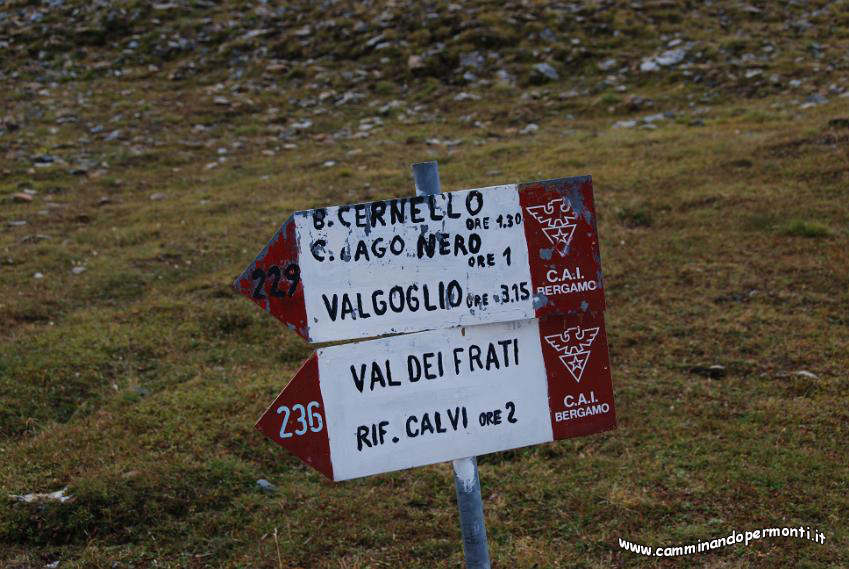 B. CERNELLO ORE 1.30
C. LAGO NERO ORE 1
229
VALGOGLIO ORE 3.15
C.A.I.
BERGAMO
VAL DEI FRATI
236
RIF. CALVI ORE 2
C.A.I.
BERGAMO
www.camminandopermonti.it